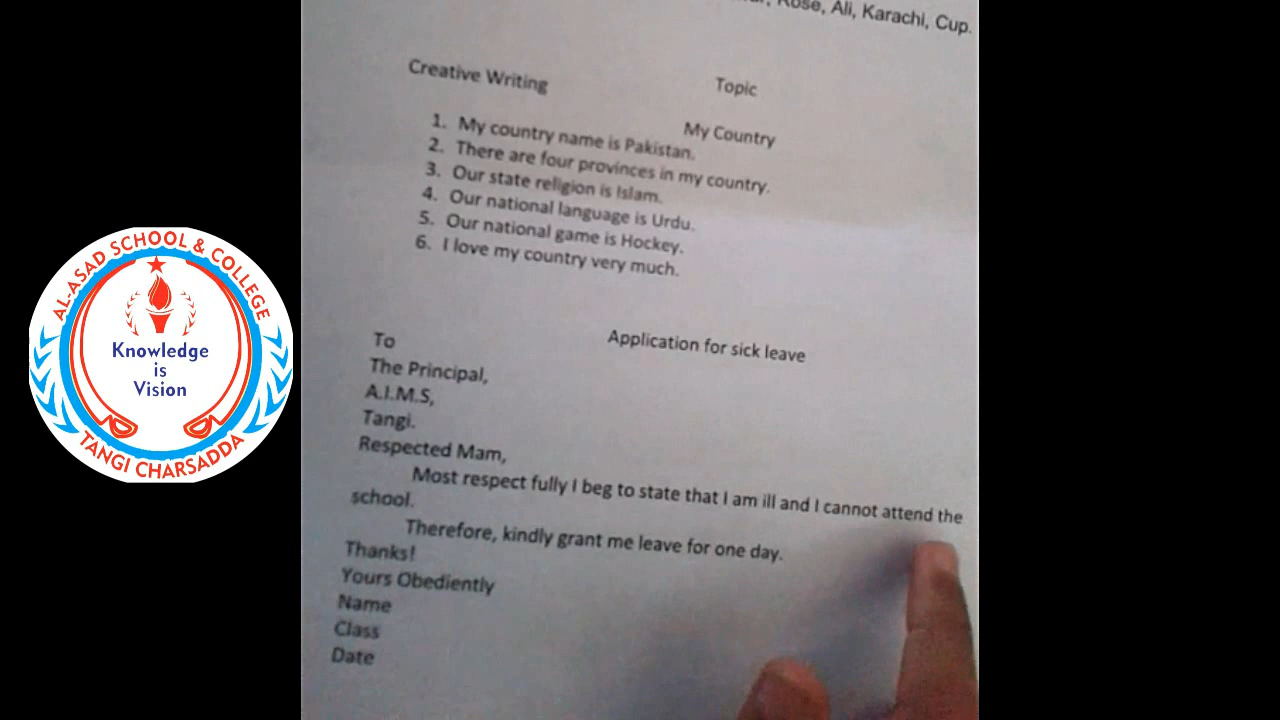 Rose, Ali, Karachi, Cup.
Creative Writing
Topic
My Country
1. My country name is Pakistan.
2. There are four provinces in my country.
3. Our state religion is Islam.
4. Our national language is Urdu.
5. Our national game is Hockey.
6. I love my country very much.
Application for sick leave
To
The Principal,
A.I.M.S,
Tangi.
Respected Mam,
Most respect fully I beg to state that I am ill and I cannot attend the
school.
Therefore, kindly grant me leave for one day.
Thanks!
Yours Obediently
Name
Class
Date
AL-ASAD SCHOOL & COLLEGE
Knowledge
is
Vision
TANGI CHARSADDA